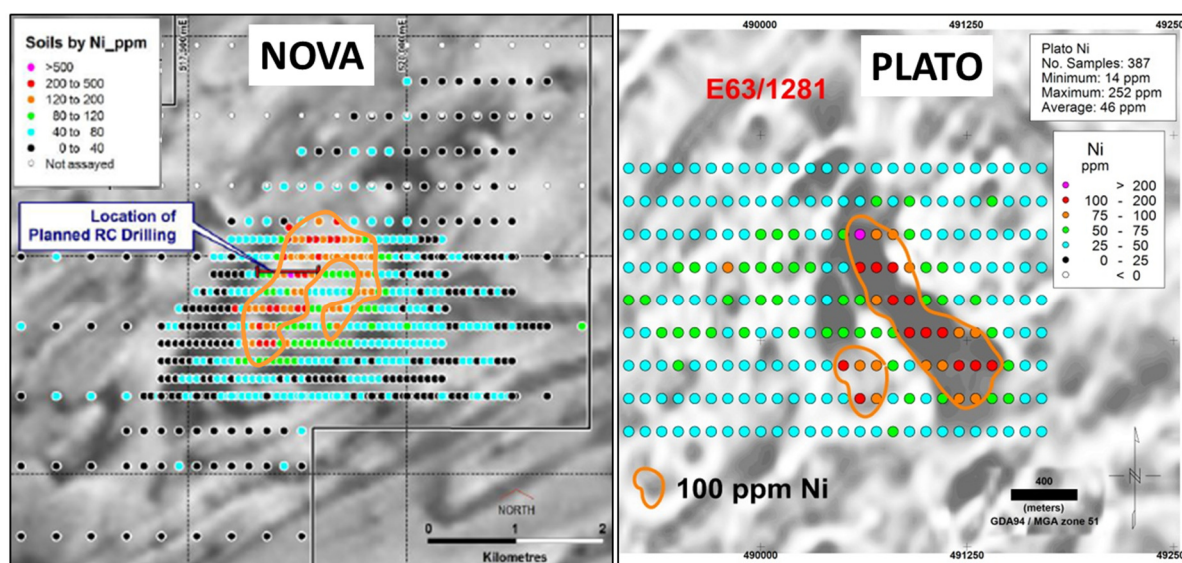 NOVA
Soils by Ni_ppm
>500
200 to 500
120 to 200
80 to 120
40 to 80
0 to 40
Not assayed
Location of
Planned RC Drilling
NORTH
0 1 2
Kilometres
490000 491250 49250
PLATO
E63/1281
Plato Ni
No. Samples: 387
Minimum: 14 ppm
Maximum: 252 ppm
Average: 46 ppm
Ni
ppm
> 200
100 - 200
75 - 100
50 - 75
25 - 50
0 - 25
< 0
100 ppm Ni
400
(meters)
GDA94 / MGA zone 51
N
490000 491250 49250